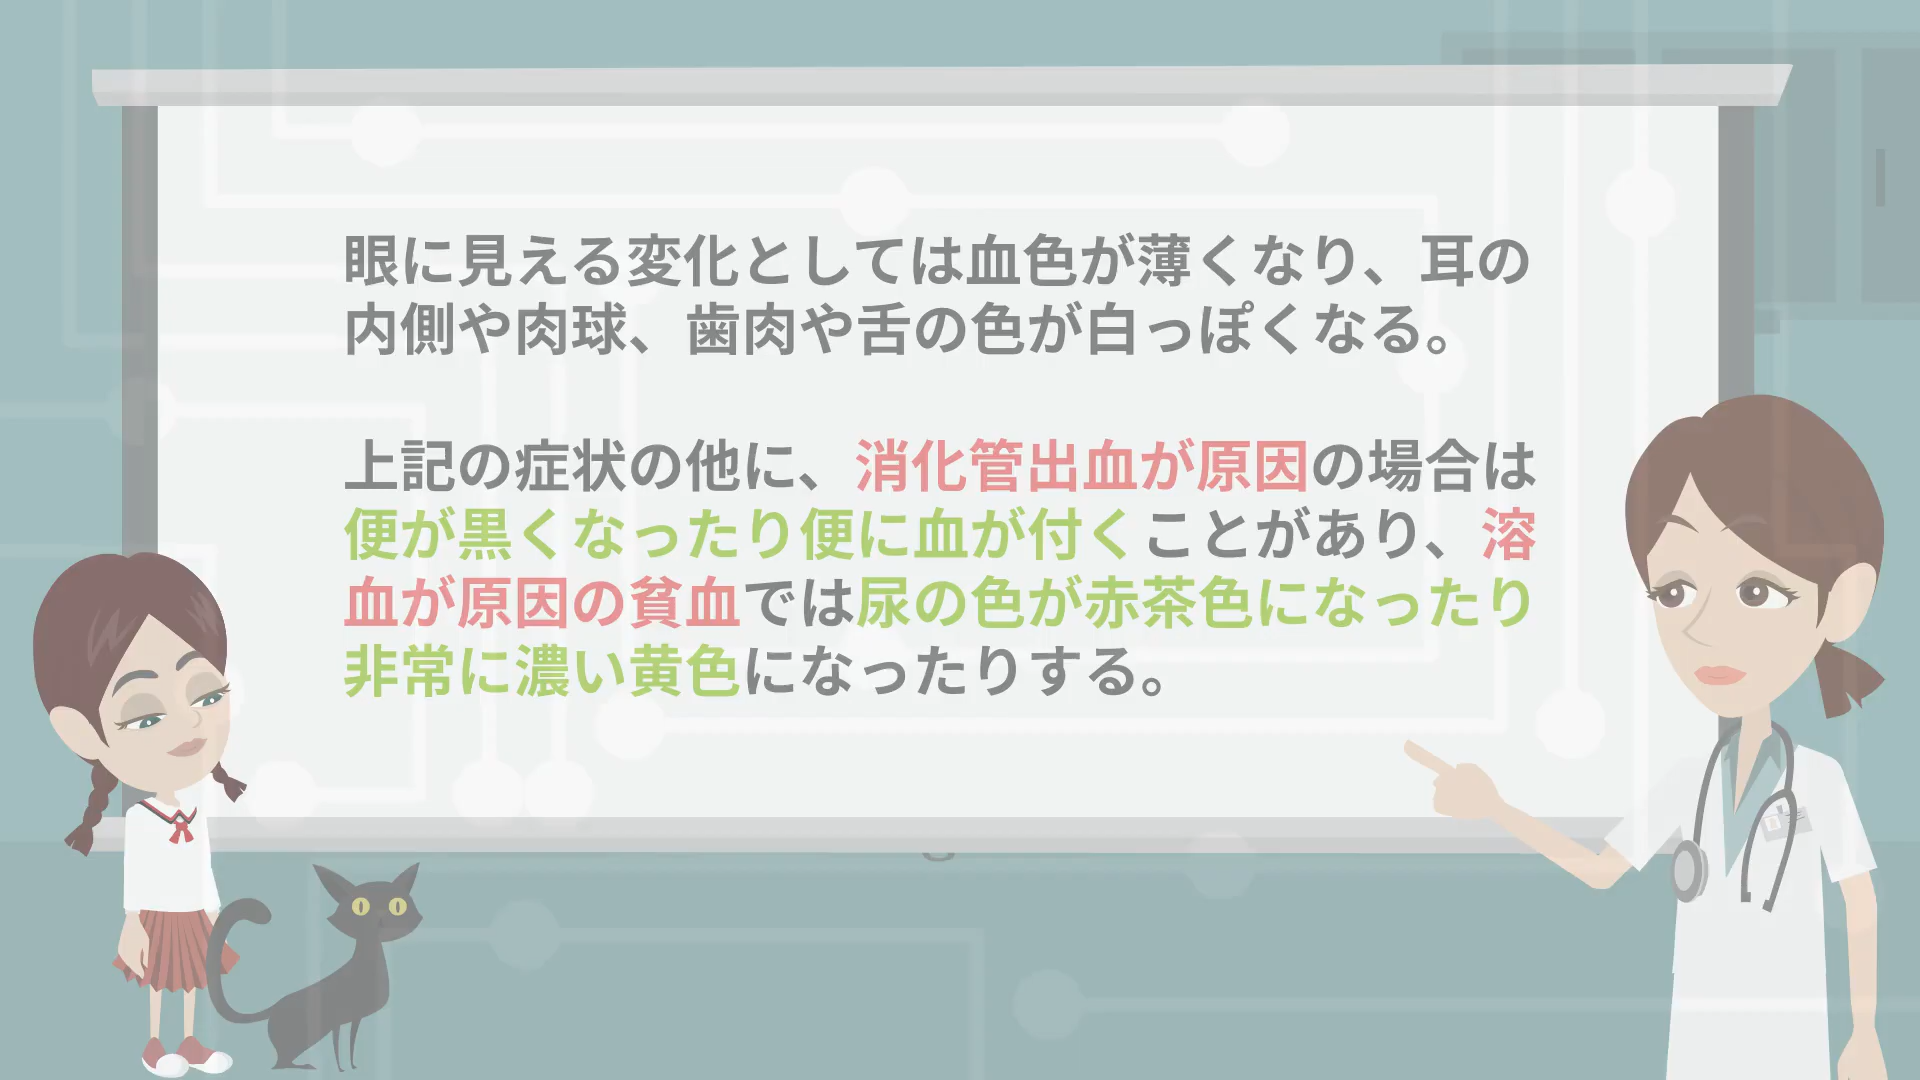 眼に見える変化としては血色が薄くなり、耳の
内側や肉球、歯肉や舌の色が白っぽくなる。
上記の症状の他に、消化管出血が原因の場合は
便が黒くなったり便に血が付くことがあり、溶
血が原因の貧血では尿の色が赤茶色になったり
非常に濃い黄色になったりする。